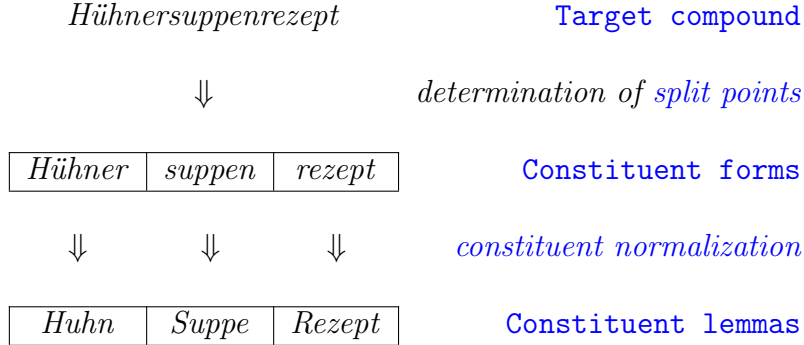 Hühnersuppenrezept Target compound
⇓ determination of split points
Hühner suppen rezept Constituent forms
⇓ ⇓ ⇓ constituent normalization
Huhn Suppe Rezept Constituent lemmas